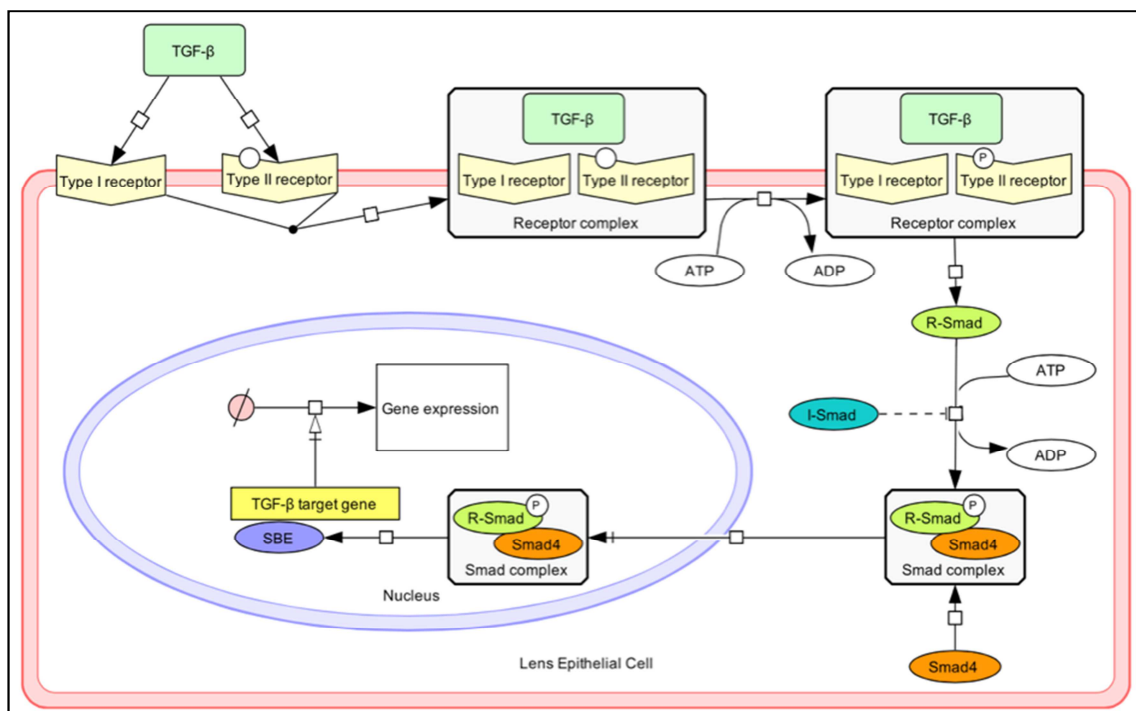 TGF-β
Type I receptor
Type II receptor
TGF-β
Type I receptor
Type II receptor
Receptor complex
TGF-β
Type I receptor
P
Type II receptor
Receptor complex
ATP
ADP
R-Smad
ATP
I-Smad
ADP
Gene expression
TGF-β target gene
SBE
P
R-Smad
Smad4
Smad complex
P
R-Smad
Smad4
Smad complex
Nucleus
Lens Epithelial Cell
Smad4